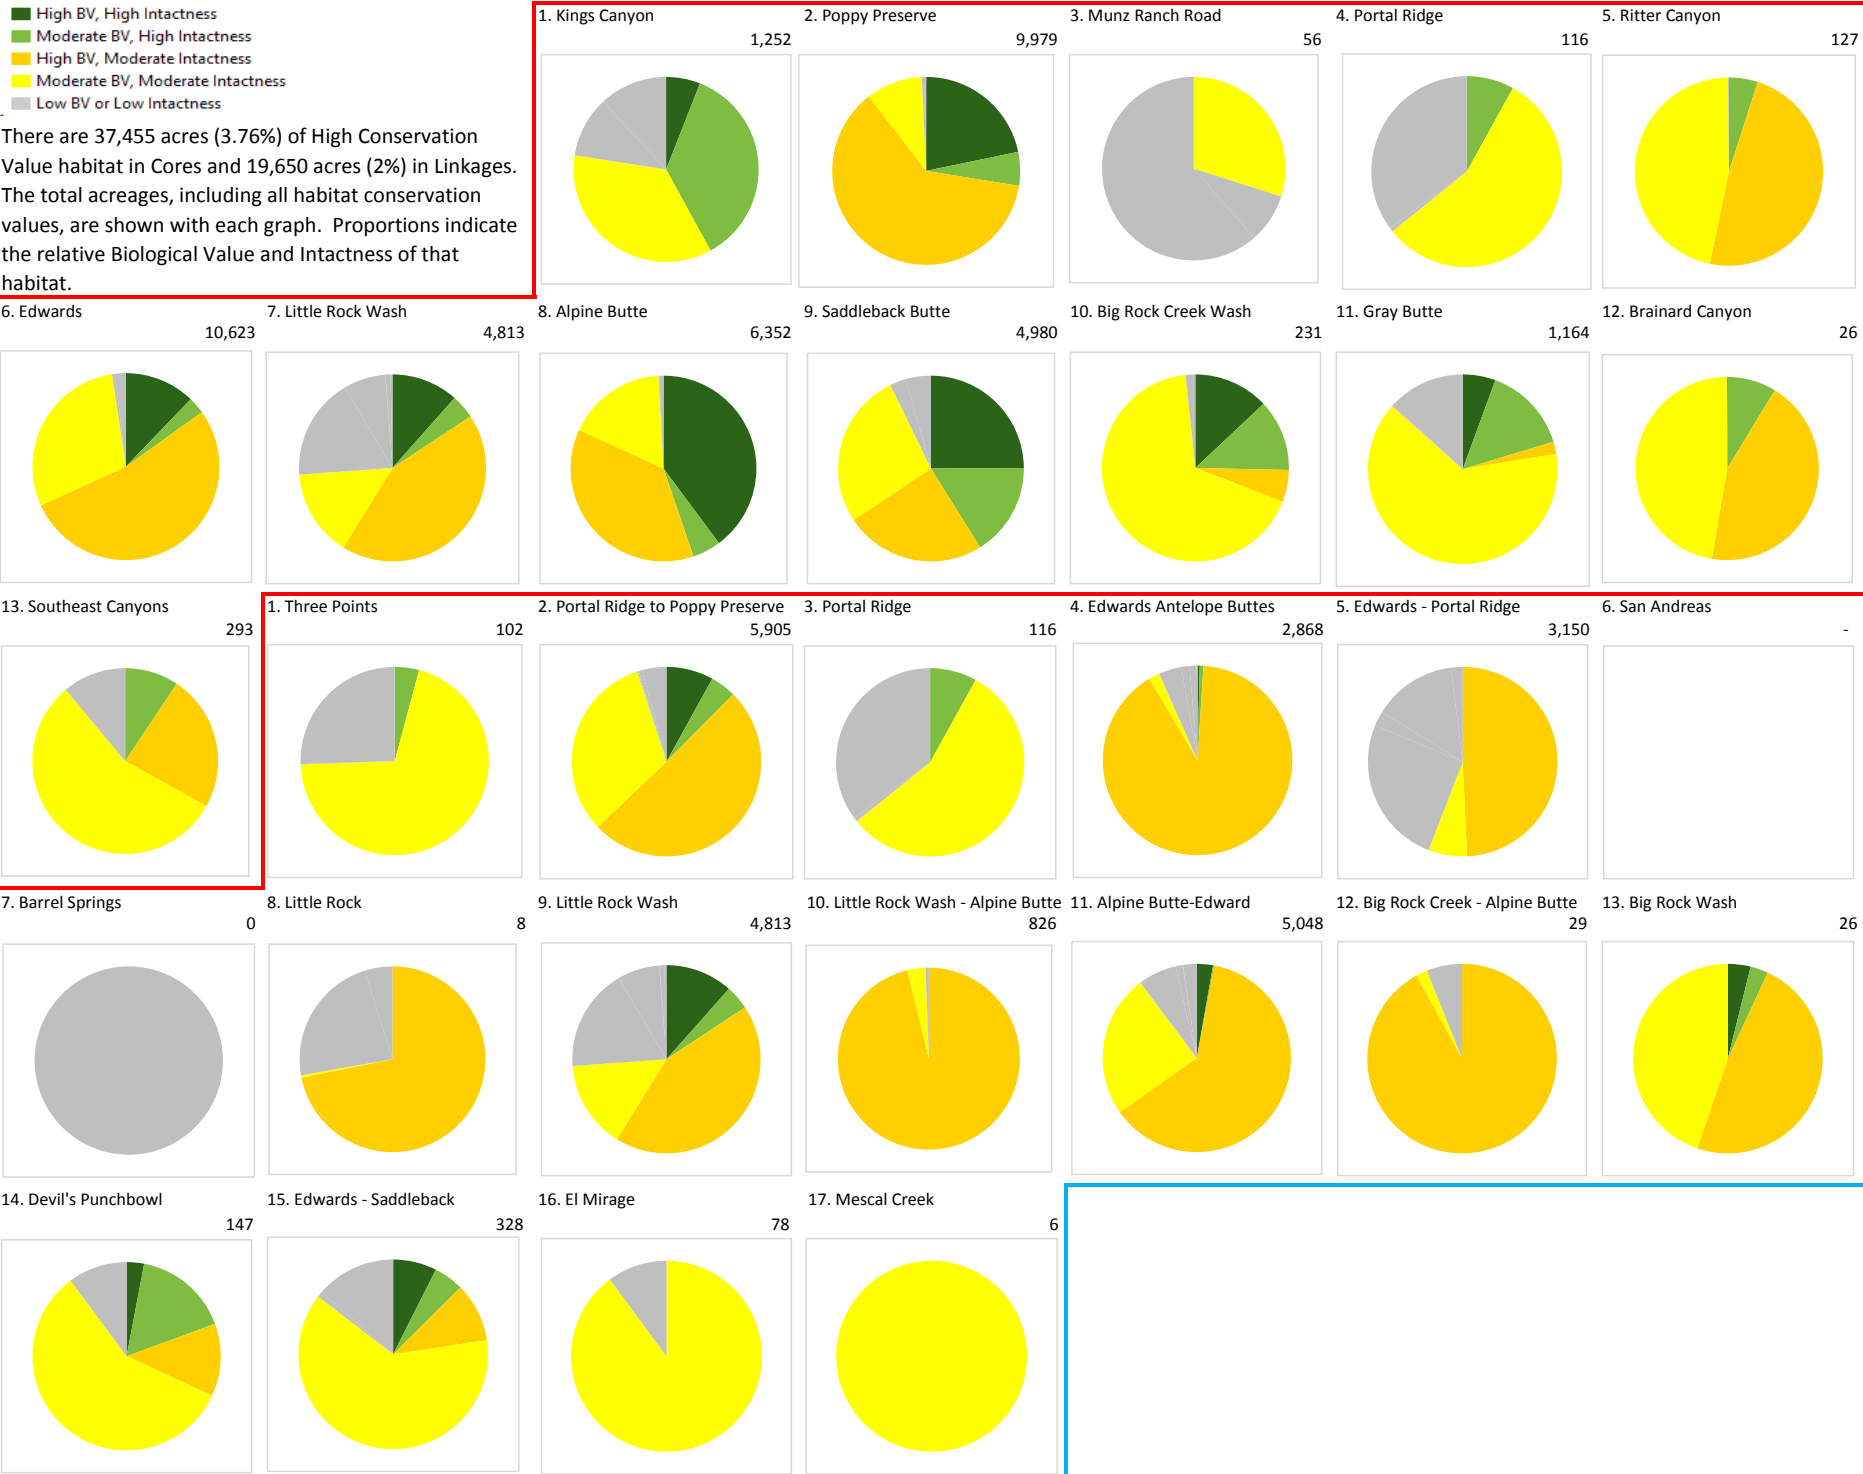 High BV, High Intactness
Moderate BV, High Intactness
High BV, Moderate Intactness
Moderate BV, Moderate Intactness
Low BV or Low Intactness
There are 37,455 acres (3.76%) of High Conservation
Value habitat in Cores and 19,650 acres (2%) in Linkages.
The total acreages, including all habitat conservation
values, are shown with each graph. Proportions indicate
the relative Biological Value and Intactness of that
habitat.
1. Kings Canyon
1,252
2. Poppy Preserve
9,979
3. Munz Ranch Road
56
4. Portal Ridge
116
5. Ritter Canyon
127
6. Edwards
10,623
7. Little Rock Wash
4,813
8. Alpine Butte
6,352
9. Saddleback Butte
4,980
10. Big Rock Creek Wash
231
11. Gray Butte
1,164
12. Brainard Canyon
26
13. Southeast Canyons
293
1. Three Points
102
2. Portal Ridge to Poppy Preserve
5,905
3. Portal Ridge
116
4. Edwards Antelope Buttes
2,868
5. Edwards - Portal Ridge
3,150
6. San Andreas
-
7. Barrel Springs
0
8. Little Rock
8
9. Little Rock Wash
4,813
10. Little Rock Wash - Alpine Butte
826
11. Alpine Butte-Edward
5,048
12. Big Rock Creek - Alpine Butte
29
13. Big Rock Wash
26
14. Devil's Punchbowl
147
15. Edwards - Saddleback
328
16. El Mirage
78
17. Mescal Creek
6